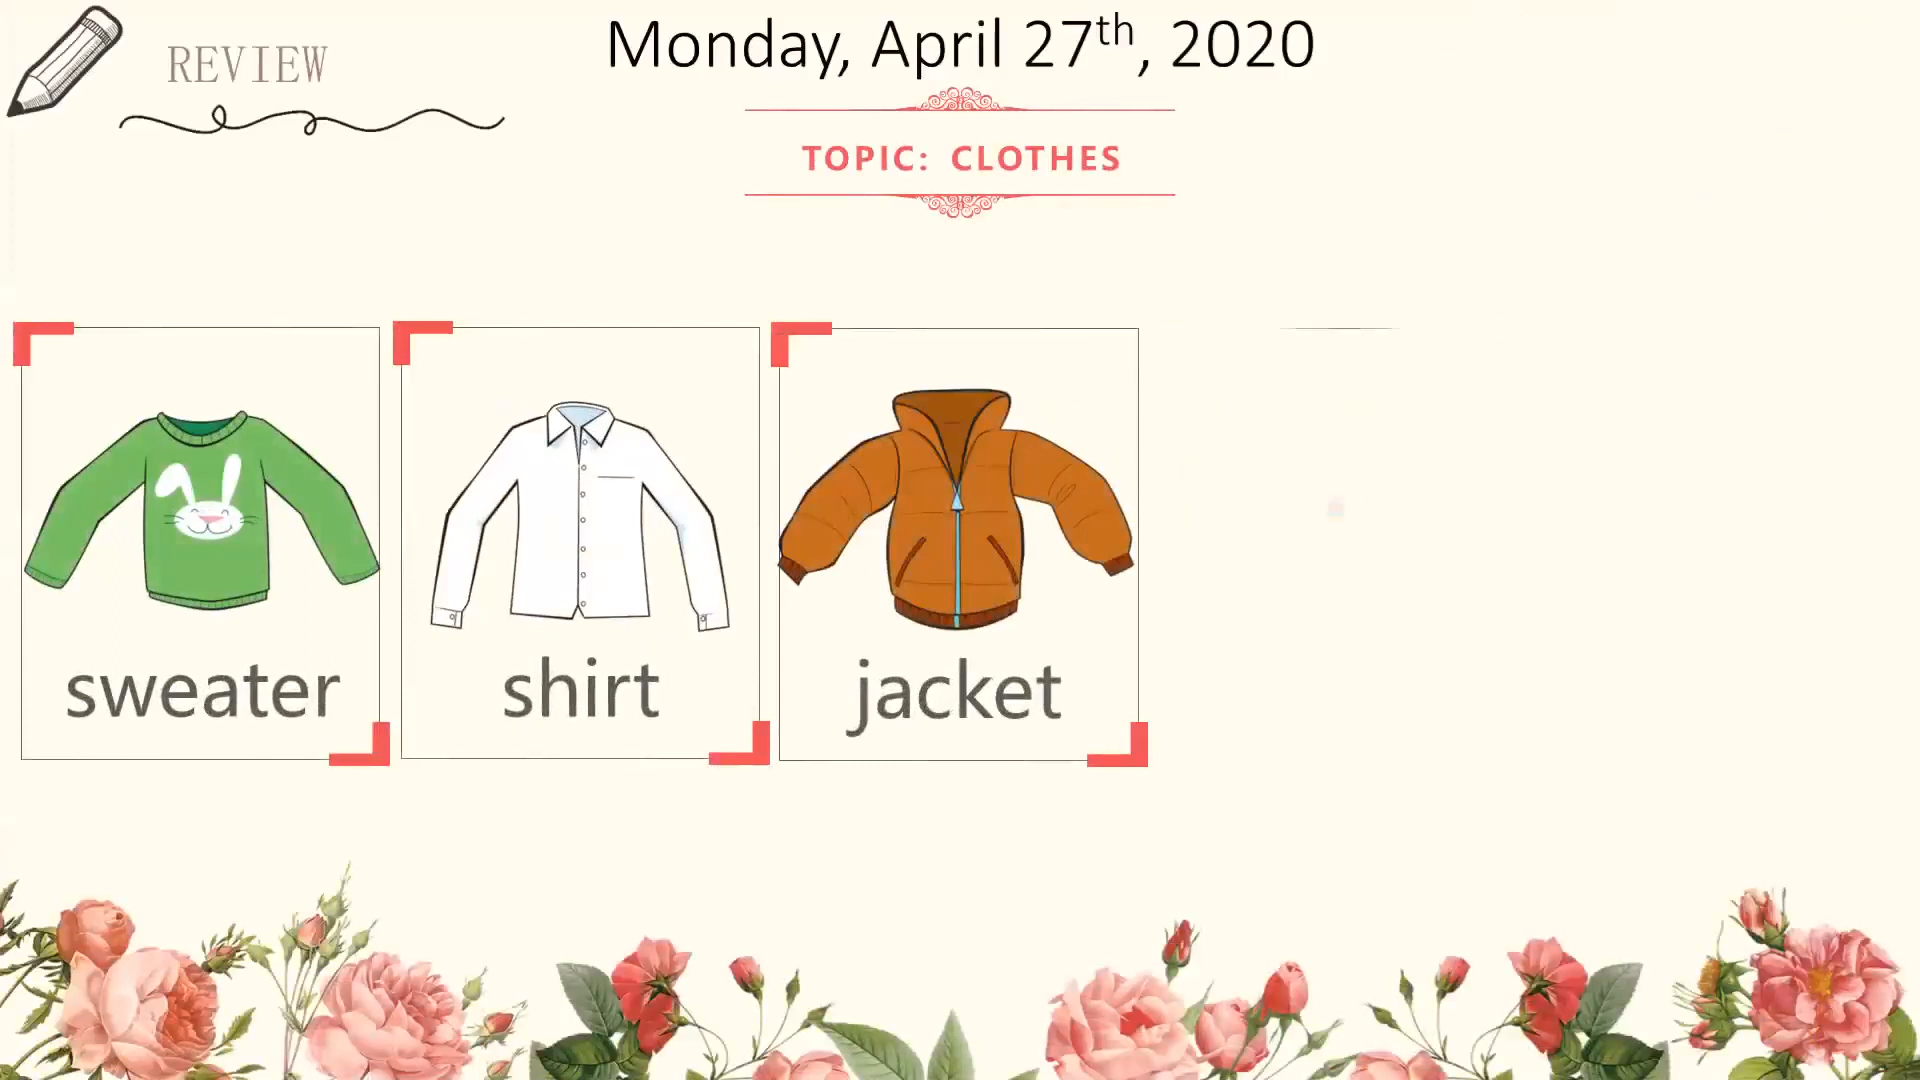 REVIEW
Monday, April 27th, 2020
TOPIC: CLOTHES
sweater
shirt
jacket